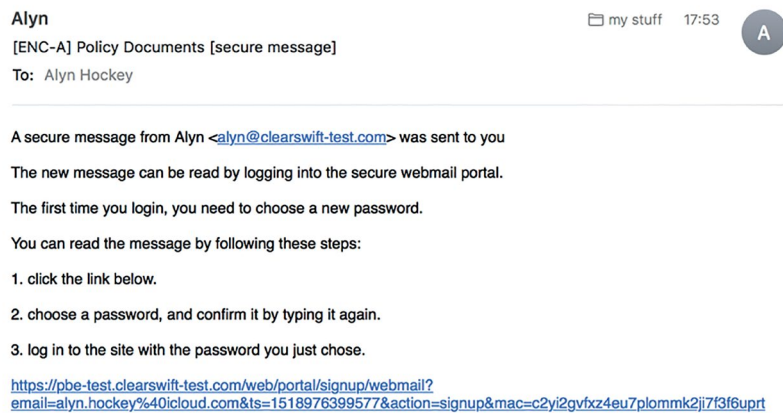 Alyn
my stuff 17:53
A
[ENC-A] Policy Documents [secure message]
To: Alyn Hockey
A secure message from Alyn <alyn@clearswift-test.com> was sent to you
The new message can be read by logging into the secure webmail portal.
The first time you login, you need to choose a new password.
You can read the message by following these steps:
1. click the link below.
2. choose a password, and confirm it by typing it again.
3. log in to the site with the password you just chose.
https://pbe-test.clearswift-test.com/web/portal/signup/webmail?
email=alyn.hockey%40icloud.com&ts=1518976399577&action=signup&mac=c2yi2gvfxz4eu7plommk2ji7f3f6uprt